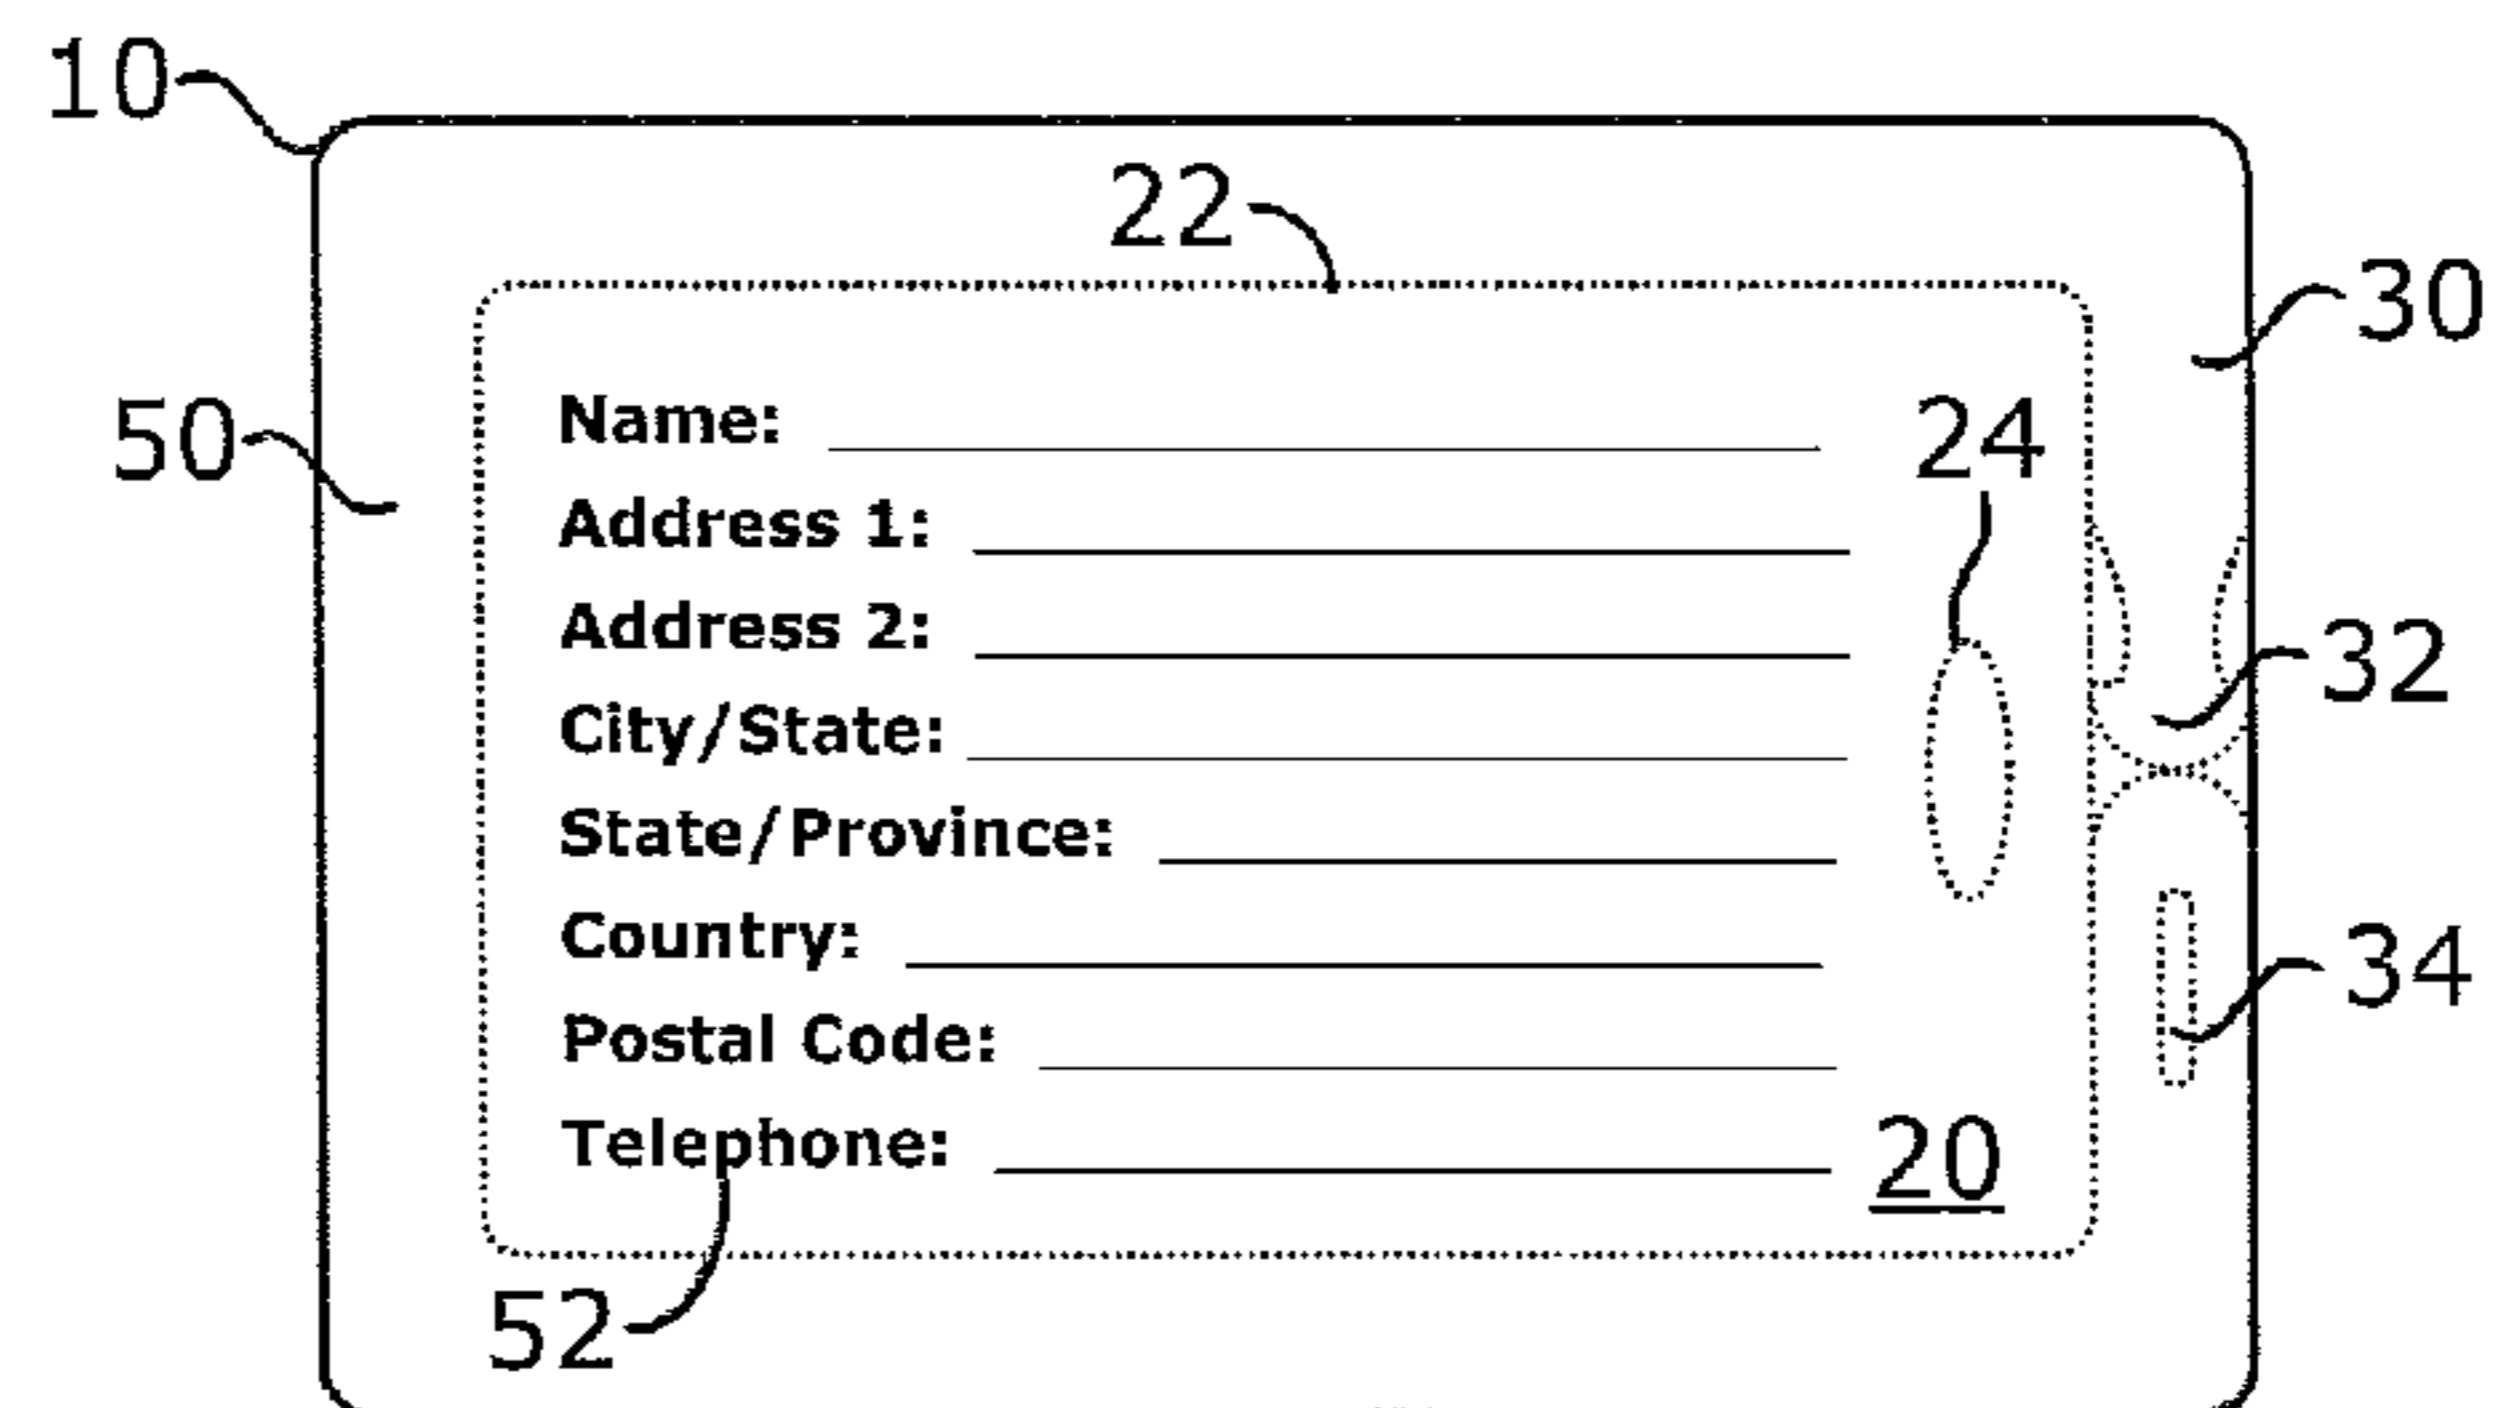 10
22
30
50
Name:
24
Address 1:
Address 2:
32
City/State:
State/Province:
Country:
34
Postal Code:
Telephone:
20
52